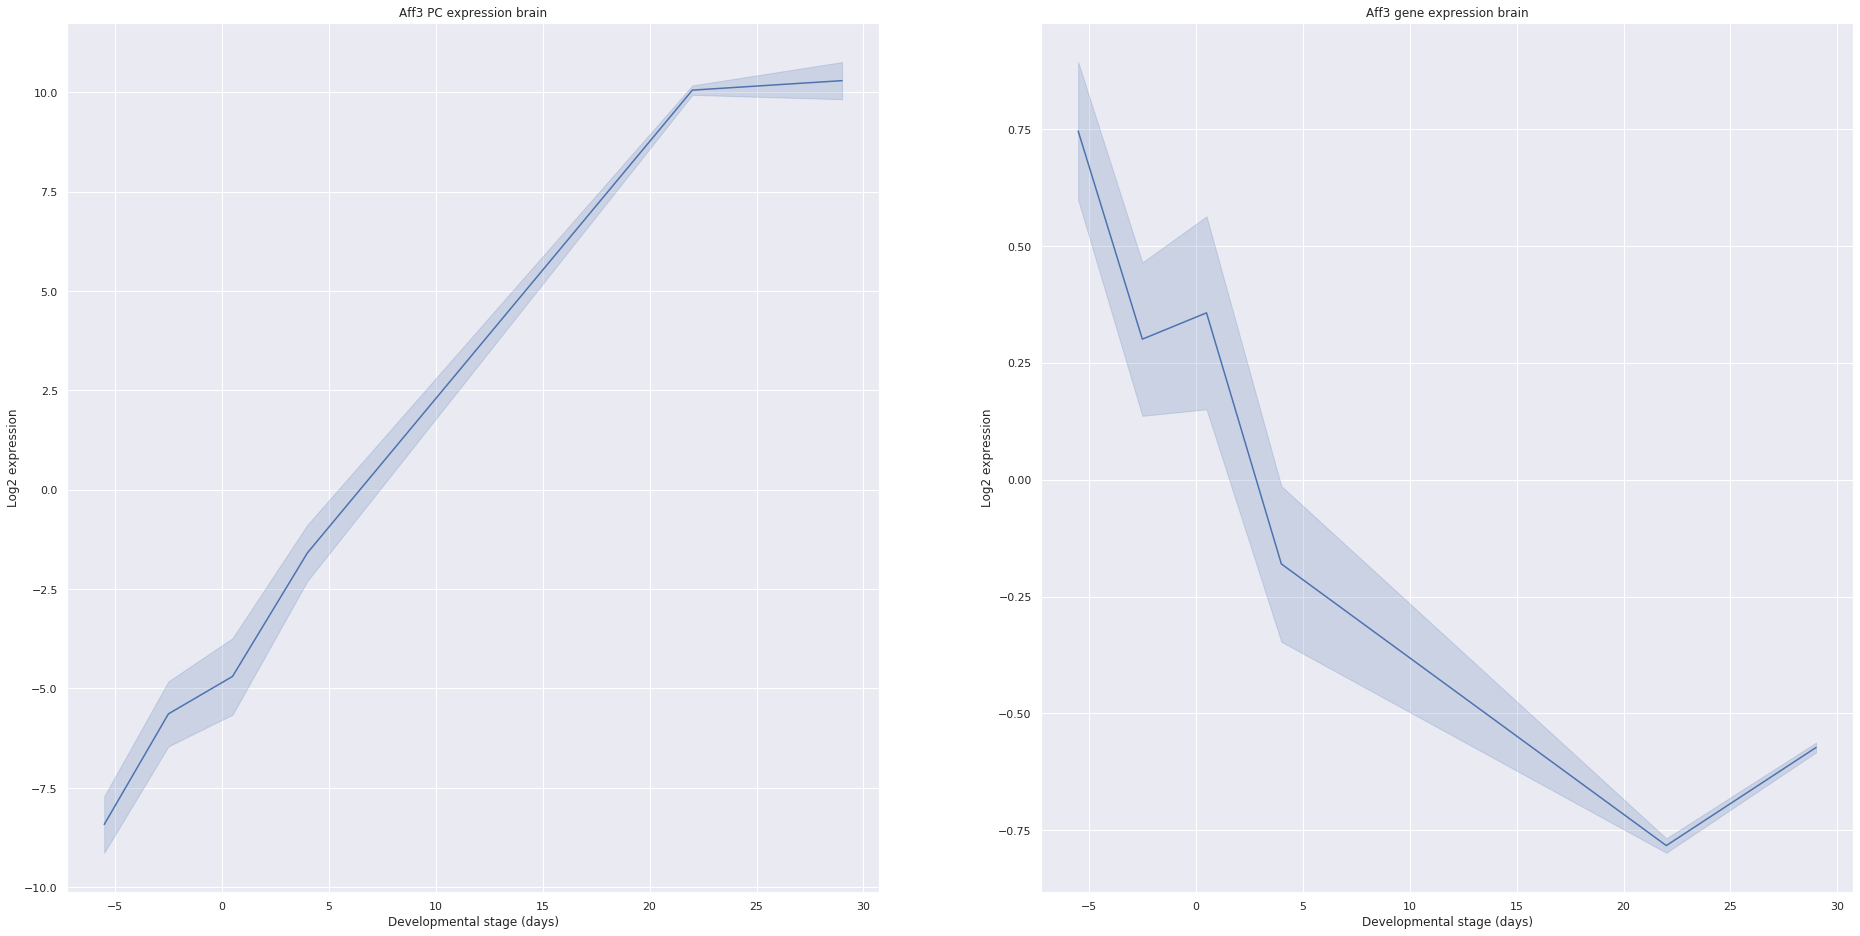 Aff3 PC expression brain
Log2 expression
10.0
7.5
5.0
2.5
0.0
−2.5
−5.0
−7.5
−10.0
−5 0 5 10 15 20 25 30
Developmental stage (days)
Aff3 gene expression brain
Log2 expression
0.75
0.50
0.25
0.00
−0.25
−0.50
−0.75
−5 0 5 10 15 20 25 30
Developmental stage (days)